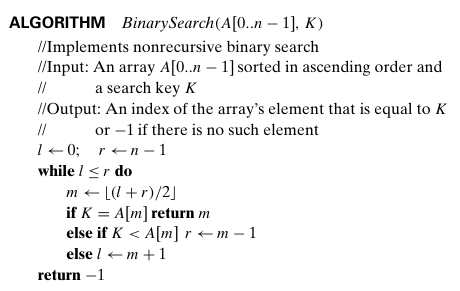 ALGORITHM BinarySearch(A[0..n − 1], K)
//Implements nonrecursive binary search
//Input: An array A[0..n − 1] sorted in ascending order and
// a search key K
//Output: An index of the array's element that is equal to K
// or −1 if there is no such element
l ← 0; r ← n − 1
while l ≤ r do
m ← ⌊(l + r)/2⌋
if K = A[m] return m
else if K < A[m] r ← m − 1
else l ← m + 1
return −1